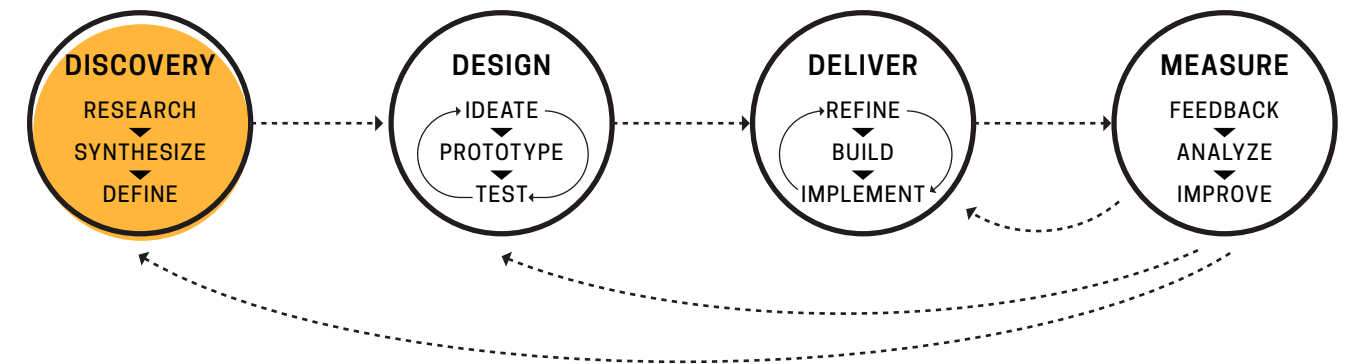 DISCOVERY
RESEARCH
SYNTHESIZE
DEFINE
DESIGN
IDEATE
PROTOTYPE
TEST
DELIVER
REFINE
BUILD
IMPLEMENT
MEASURE
FEEDBACK
ANALYZE
IMPROVE